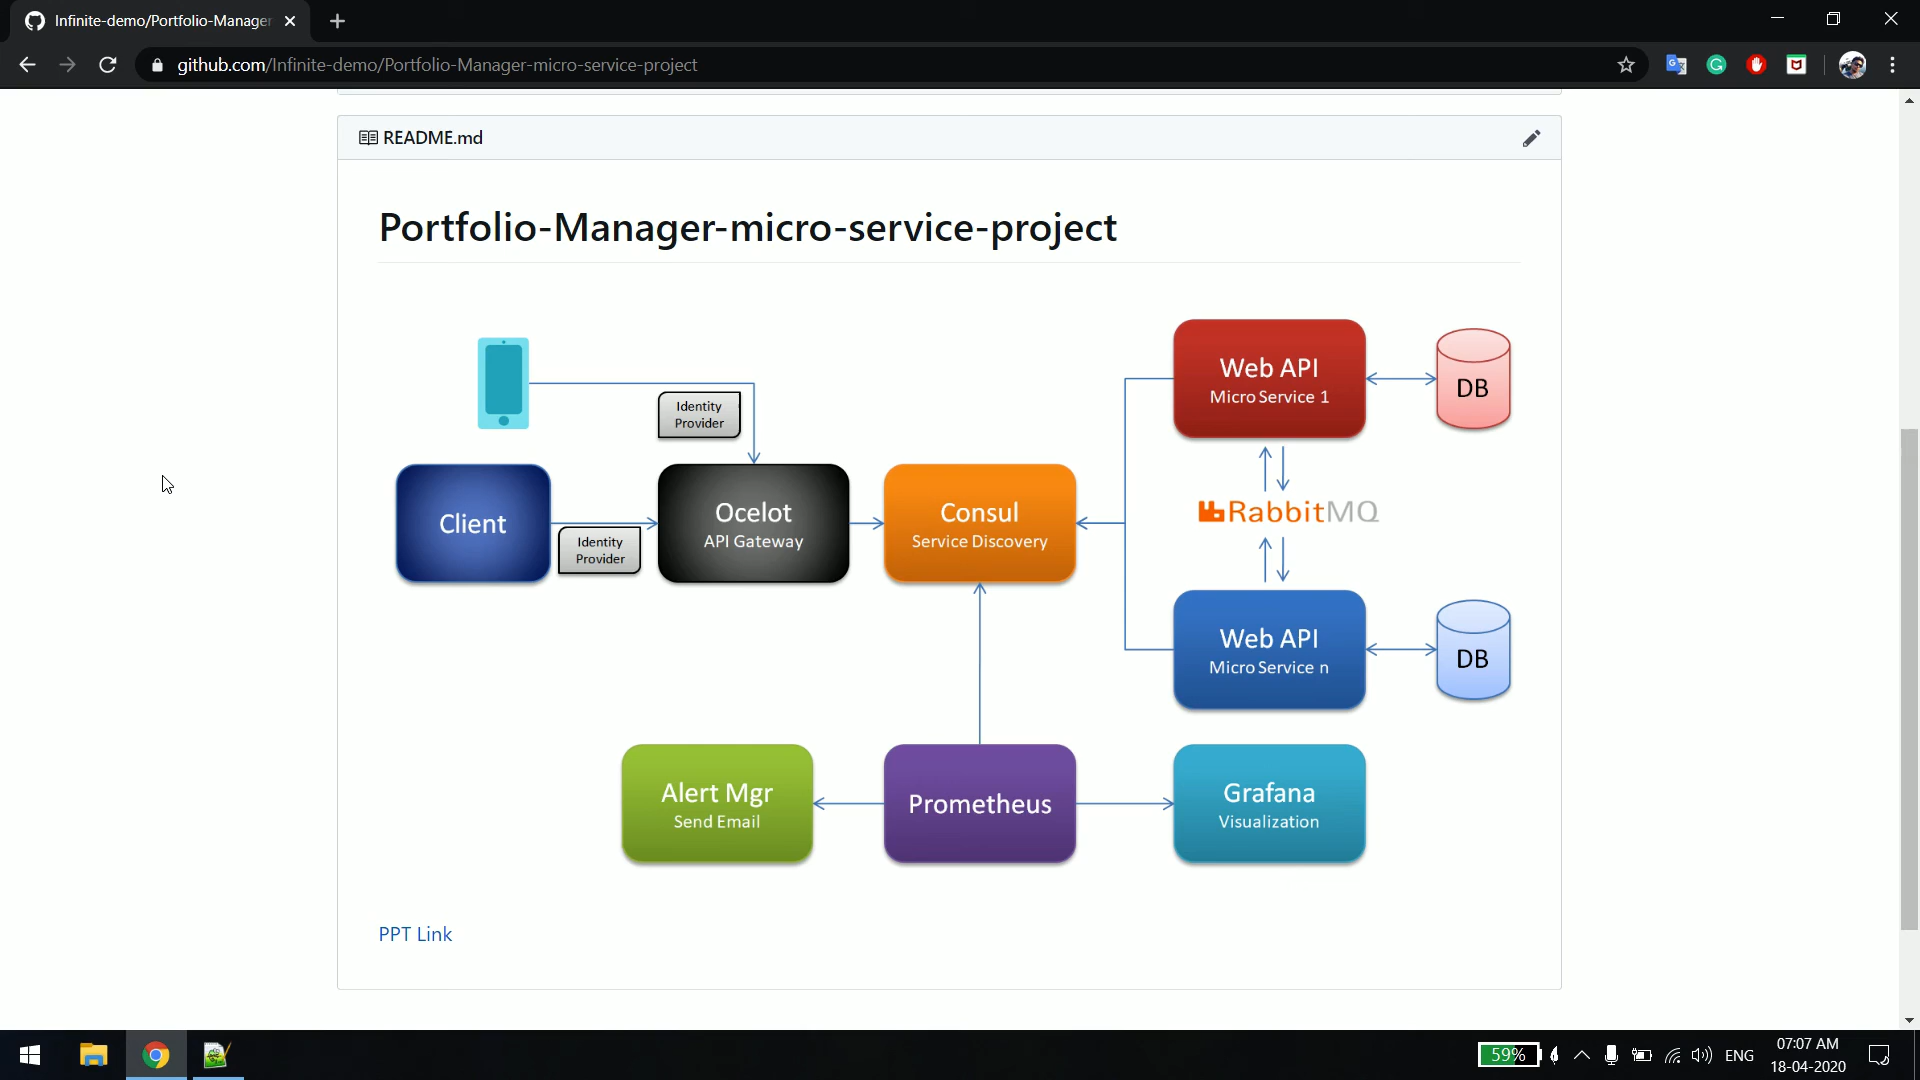 Infinite-demo/Portfolio-Manager
github.com/Infinite-demo/Portfolio-Manager-micro-service-project
README.md
Portfolio-Manager-micro-service-project
Identity
Provider
Web API
Micro Service 1
DB
Client
Identity
Provider
Ocelot
API Gateway
Consul
Service Discovery
RabbitMQ
Web API
Micro Service n
DB
Alert Mgr
Send Email
Prometheus
Grafana
Visualization
PPT Link
59%
ENG
07:07 AM
18-04-2020